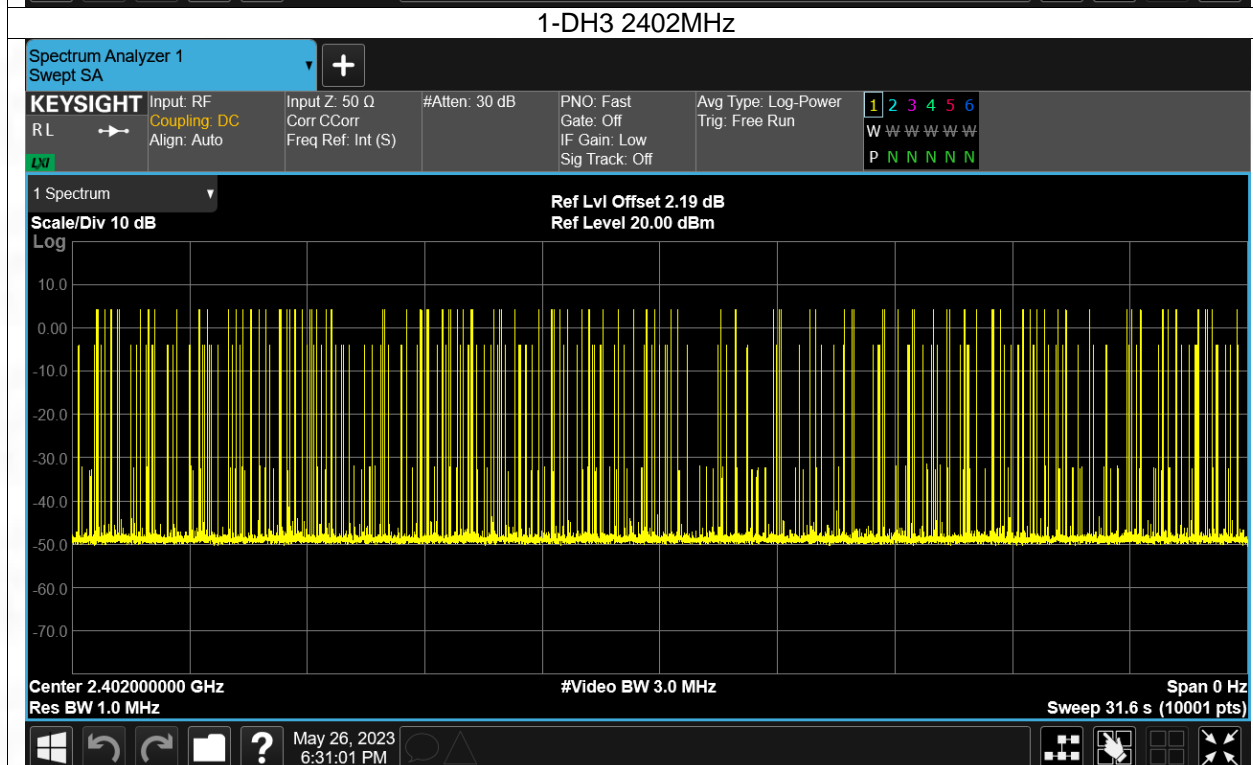 1-DH3 2402MHz
Spectrum Analyzer 1
Swept SA
KEYSIGHT
RL
LXI
Input: RF
Coupling: DC
Align: Auto
Input Z: 50 Ω
Corr CCorr
Freq Ref: Int (S)
#Atten: 30 dB
PNO: Fast
Gate: Off
IF Gain: Low
Sig Track: Off
Avg Type: Log-Power
Trig: Free Run
1 2 3 4 5 6
W W W W W W
P N N N N N
1 Spectrum
Scale/Div 10 dB
Ref Lvl Offset 2.19 dB
Ref Level 20.00 dBm
Log
10.0
0.00
-10.0
-20.0
-30.0
-40.0
-50.0
-60.0
-70.0
Center 2.402000000 GHz
#Video BW 3.0 MHz
Span 0 Hz
Res BW 1.0 MHz
Sweep 31.6 s (10001 pts)
?
May 26, 2023
6:31:01 PM